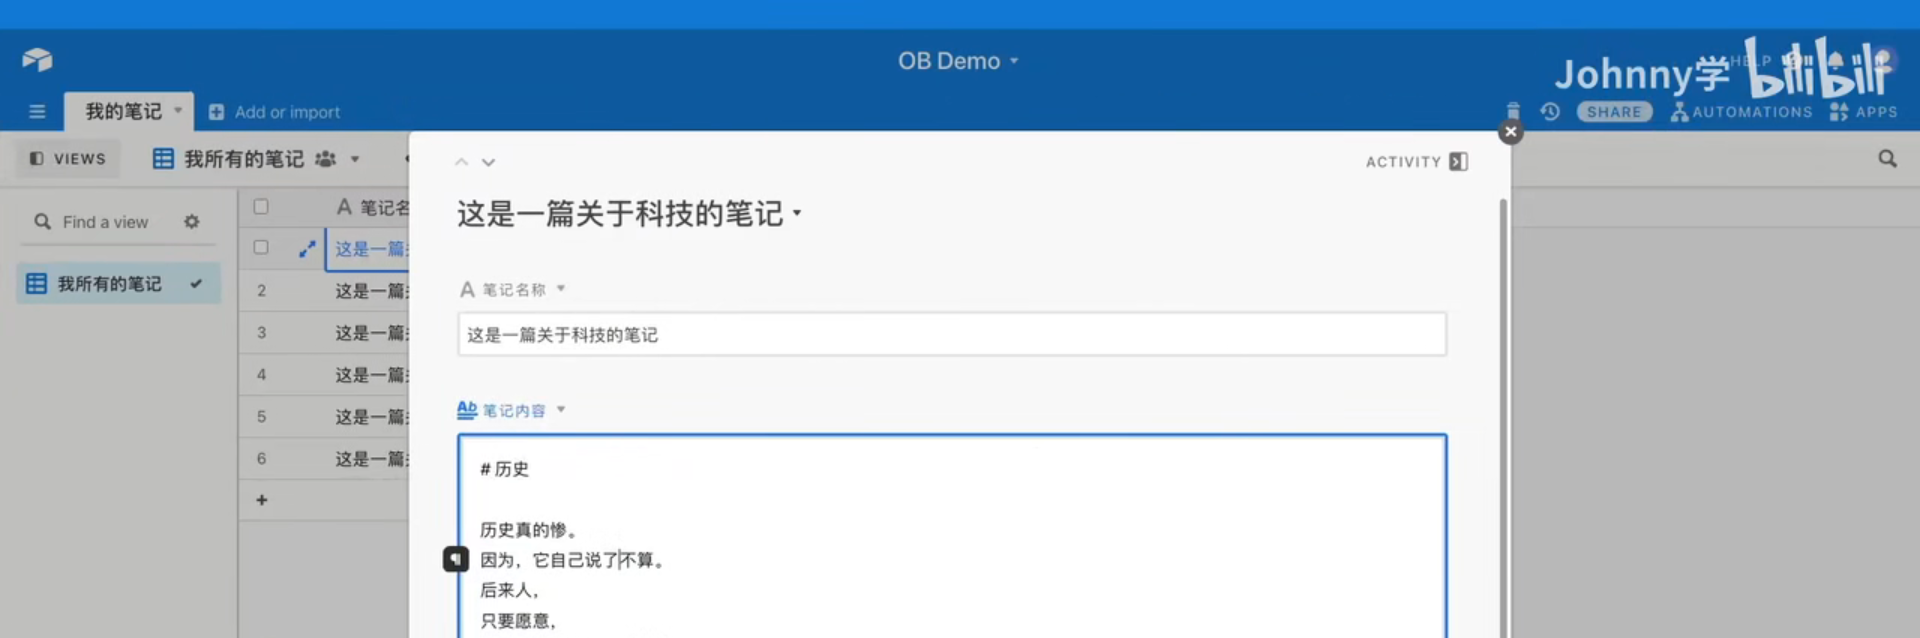 OB Demo
Johnny学 bilibili
HELP
我的笔记
Add or import
SHARE
AUTOMATIONS
APPS
VIEWS
我所有的笔记
ACTIVITY
Find a view
A 笔记名
这是一篇关于科技的笔记
这是一篇
我所有的笔记
2 这是一篇
3 这是一篇
4 这是一篇
5 这是一篇
6 这是一篇
+
A 笔记名称
这是一篇关于科技的笔记
Ab 笔记内容
# 历史
历史真的惨。
因为，它自己说了不算。
后来人，
只要愿意，